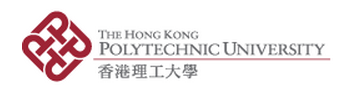 THE HONG KONG
POLYTECHNIC UNIVERSITY
香港理工大學